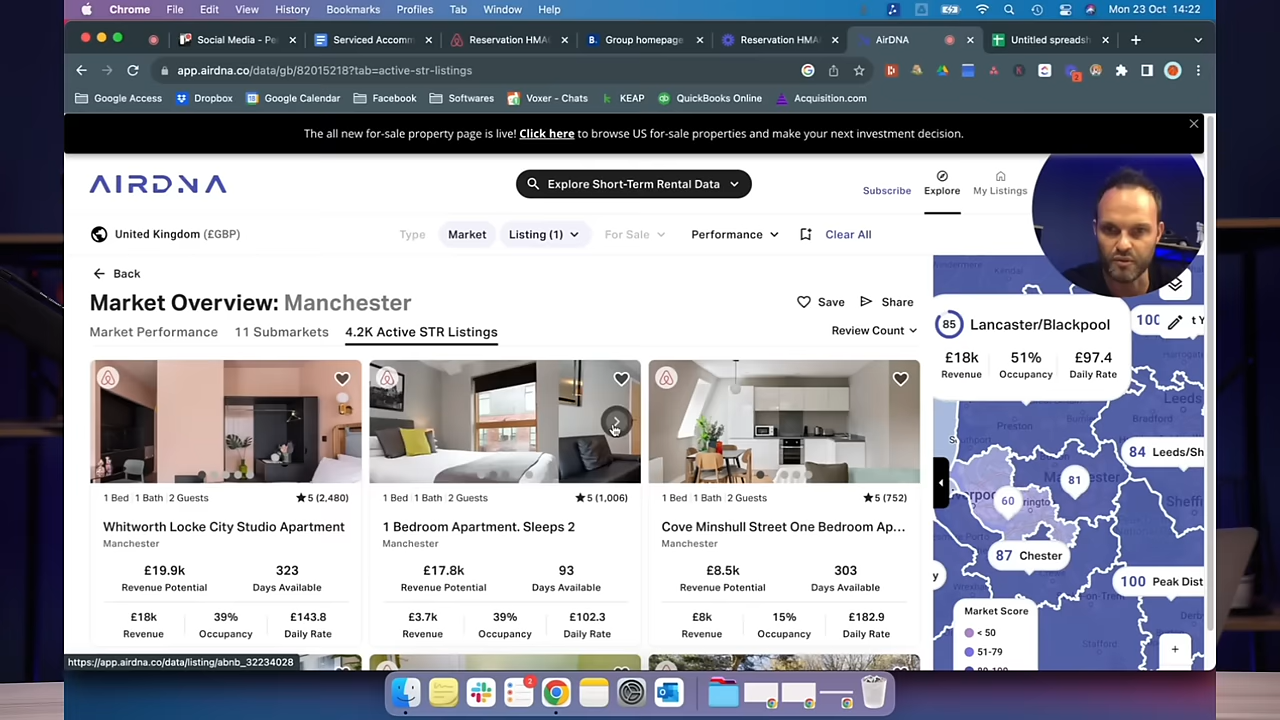 Chrome File Edit View History Bookmarks Profiles Tab Window Help Mon 23 Oct 14:22
Social Media - Pe Serviced Accomm Reservation HMA Group homepage Reservation HMA AirDNA Untitled spreadsh
app.airdna.co/data/gb/82015218?tab=active-str-listings
Google Access Dropbox Google Calendar Facebook Softwares Voxer - Chats KEAP QuickBooks Online Acquisition.com
The all new for-sale property page is live! Click here to browse US for-sale properties and make your next investment decision.
AIRDNA Explore Short-Term Rental Data Subscribe Explore My Listings
United Kingdom (£GBP) Type Market Listing (1) For Sale Performance Clear All
Back
Market Overview: Manchester Save Share
Market Performance 11 Submarkets 4.2K Active STR Listings Review Count
1 Bed 1 Bath 2 Guests 5 (2,480)
Whitworth Locke City Studio Apartment
Manchester
£19.9k 323
Revenue Potential Days Available
£18k 39% £143.8
Revenue Occupancy Daily Rate
1 Bed 1 Bath 2 Guests 5 (1,006)
1 Bedroom Apartment. Sleeps 2
Manchester
£17.8k 93
Revenue Potential Days Available
£3.7k 39% £102.3
Revenue Occupancy Daily Rate
1 Bed 1 Bath 2 Guests 5 (752)
Cove Minshull Street One Bedroom Ap...
Manchester
£8.5k 303
Revenue Potential Days Available
£8k 15% £182.9
Revenue Occupancy Daily Rate
85 Lancaster/Blackpool
£18k 51% £97.4
Revenue Occupancy Daily Rate
100
Kendal
Preston
Burnley
Bradford
Leeds
84 Leeds/Sh
81
60
87 Chester
100 Peak Dist
Stafford
Market Score
< 50
51-79
+
https://app.airdna.co/data/listing/abnb_32234028
2